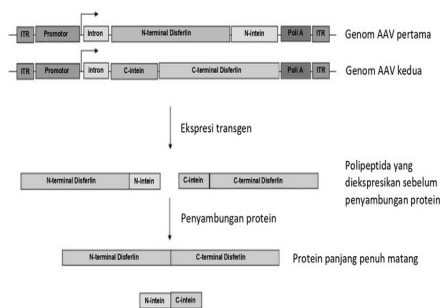 ITR Promotor Intron N-terminal Disferlin N-intein Poli A ITR Genom AAV pertama
ITR Promotor intron C-intein C-terminal Disferlin Poli A ITR Genom AAV kedua
Ekspresi transgen
N-terminal Disferlin N-intein C-intein C-terminal Disferlin
Polipeptida yang
diekspresikan sebelum
penyambungan protein
Penyambungan protein
N-terminal Disferlin C-terminal Disferlin Protein panjang penuh matang
N-intein C-intein